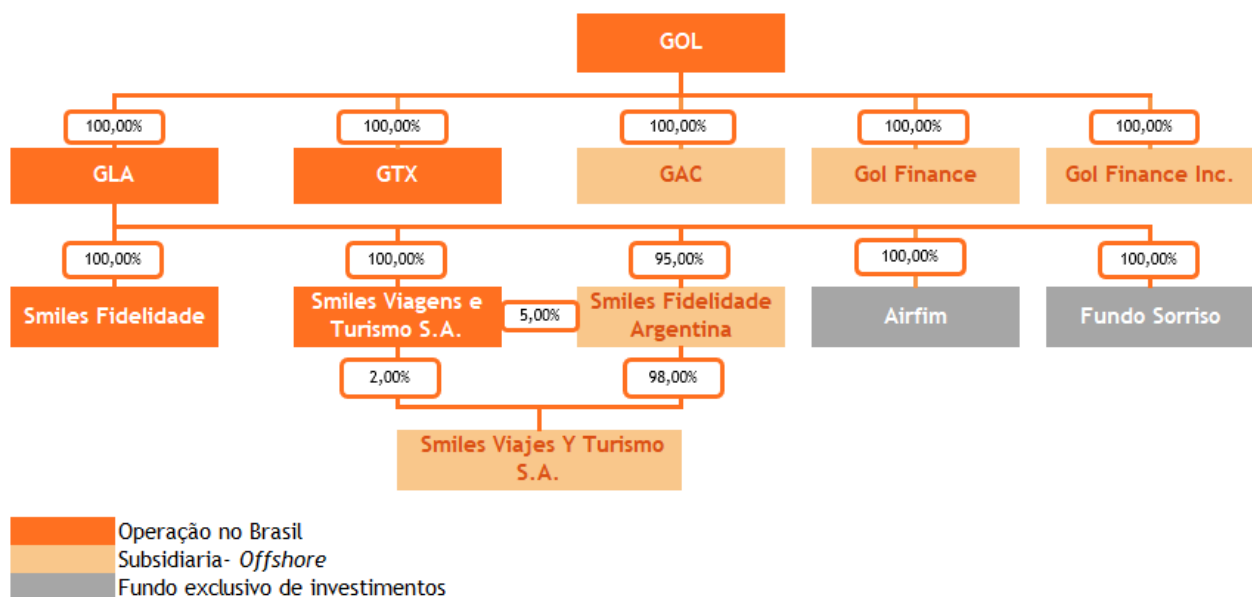 GOL
100,00%
100,00%
100,00%
100,00%
100,00%
GLA
GTX
GAC
Gol Finance
Gol Finance Inc.
100,00%
100,00%
95,00%
100,00%
100,00%
Smiles Fidelidade
Smiles Viagens e
Turismo S.A.
5,00%
Smiles Fidelidade
Argentina
Airfim
Fundo Sorriso
2,00%
98,00%
Smiles Viajes Y Turismo
S.A.
Operação no Brasil
Subsidiaria- Offshore
Fundo exclusivo de investimentos